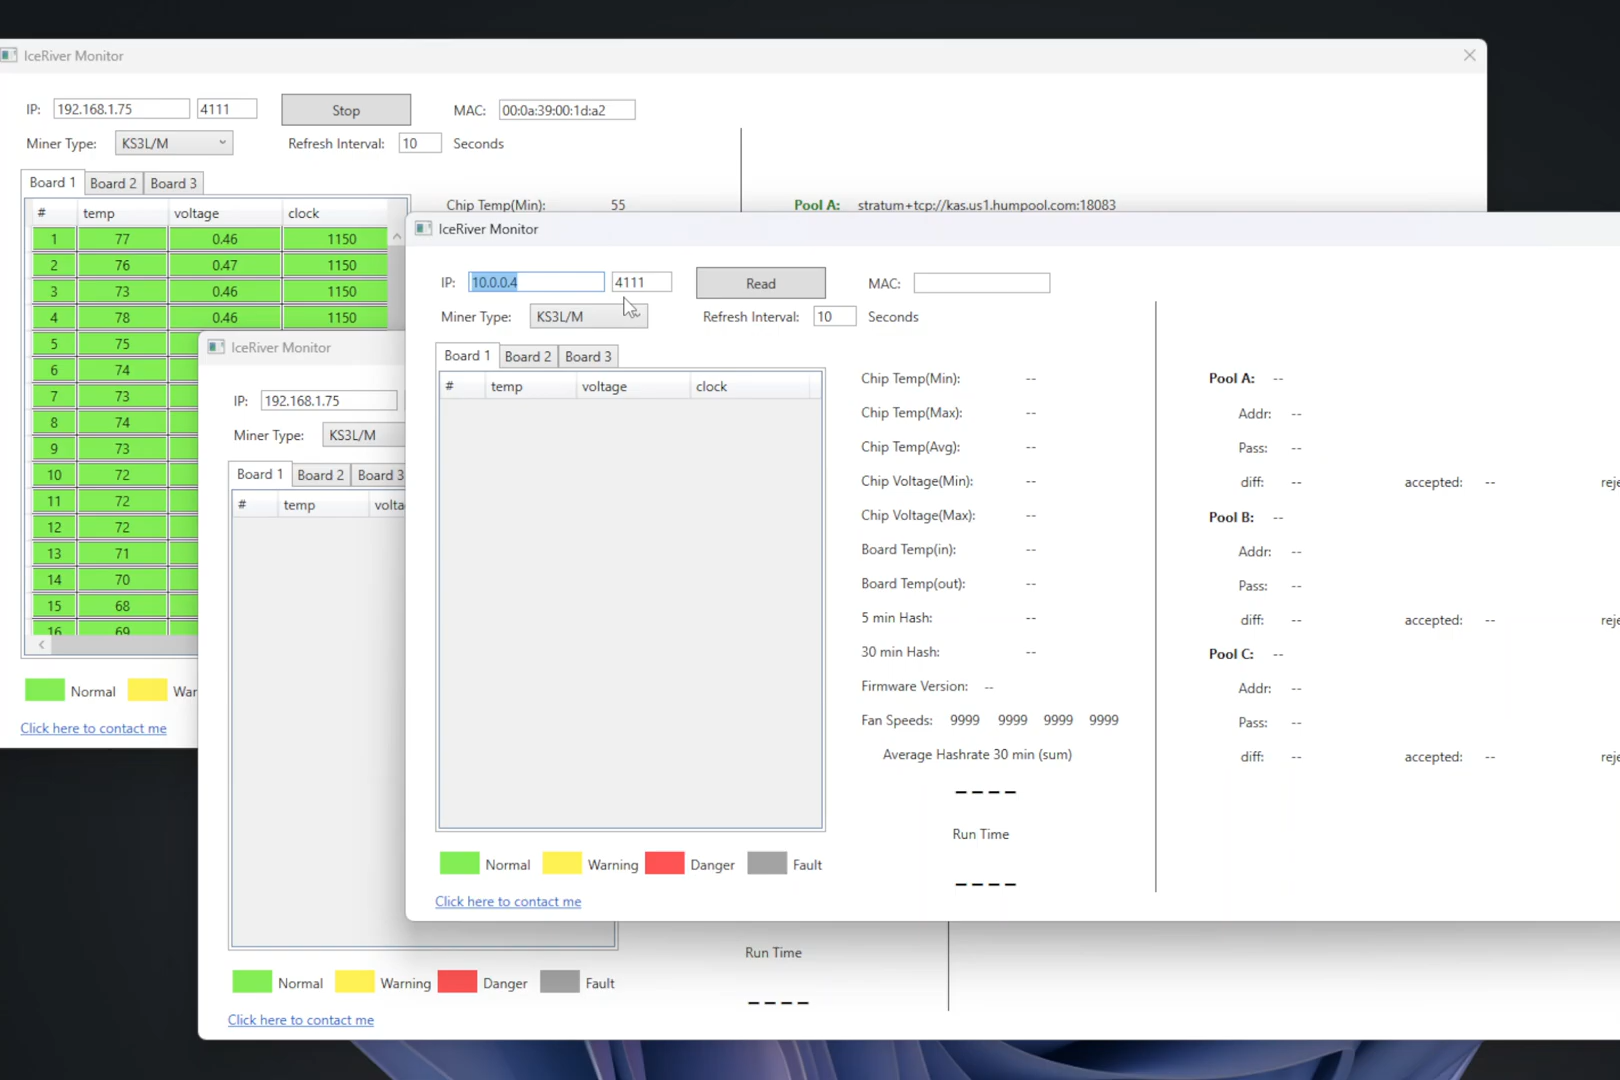 IceRiver Monitor
IP: 192.168.1.75 4111 Stop MAC: 00:0a:39:00:1d:a2
Miner Type: KS3L/M Refresh Interval: 10 Seconds
Board 1 Board 2 Board 3
# temp voltage clock
1 77 0.46 1150
2 76 0.47 1150
3 73 0.46 1150
4 78 0.46 1150
5 75
6 74
7 73
8 74
9 73
10 72
11 72
12 72
13 71
14 70
15 68
16 69
Chip Temp(Min): 55
Pool A: stratum+tcp://kas.us1.humpool.com:18083
Normal War
Click here to contact me
IceRiver Monitor
IP: 192.168.1.75
Miner Type: KS3L/M
Board 1 Board 2 Board 3
# temp volta
Normal Warning Danger Fault
Click here to contact me
Run Time
----
IceRiver Monitor
IP: 10.0.0.4 4111 Read MAC:
Miner Type: KS3L/M Refresh Interval: 10 Seconds
Board 1 Board 2 Board 3
# temp voltage clock
Chip Temp(Min): --
Chip Temp(Max): --
Chip Temp(Avg): --
Chip Voltage(Min): --
Chip Voltage(Max): --
Board Temp(in): --
Board Temp(out): --
5 min Hash: --
30 min Hash: --
Firmware Version: --
Fan Speeds: 9999 9999 9999 9999
Average Hashrate 30 min (sum)
----
Run Time
----
Pool A: --
Addr: --
Pass: --
diff: -- accepted: -- reje
Pool B: --
Addr: --
Pass: --
diff: -- accepted: -- reje
Pool C: --
Addr: --
Pass: --
diff: -- accepted: -- reje
Normal Warning Danger Fault
Click here to contact me